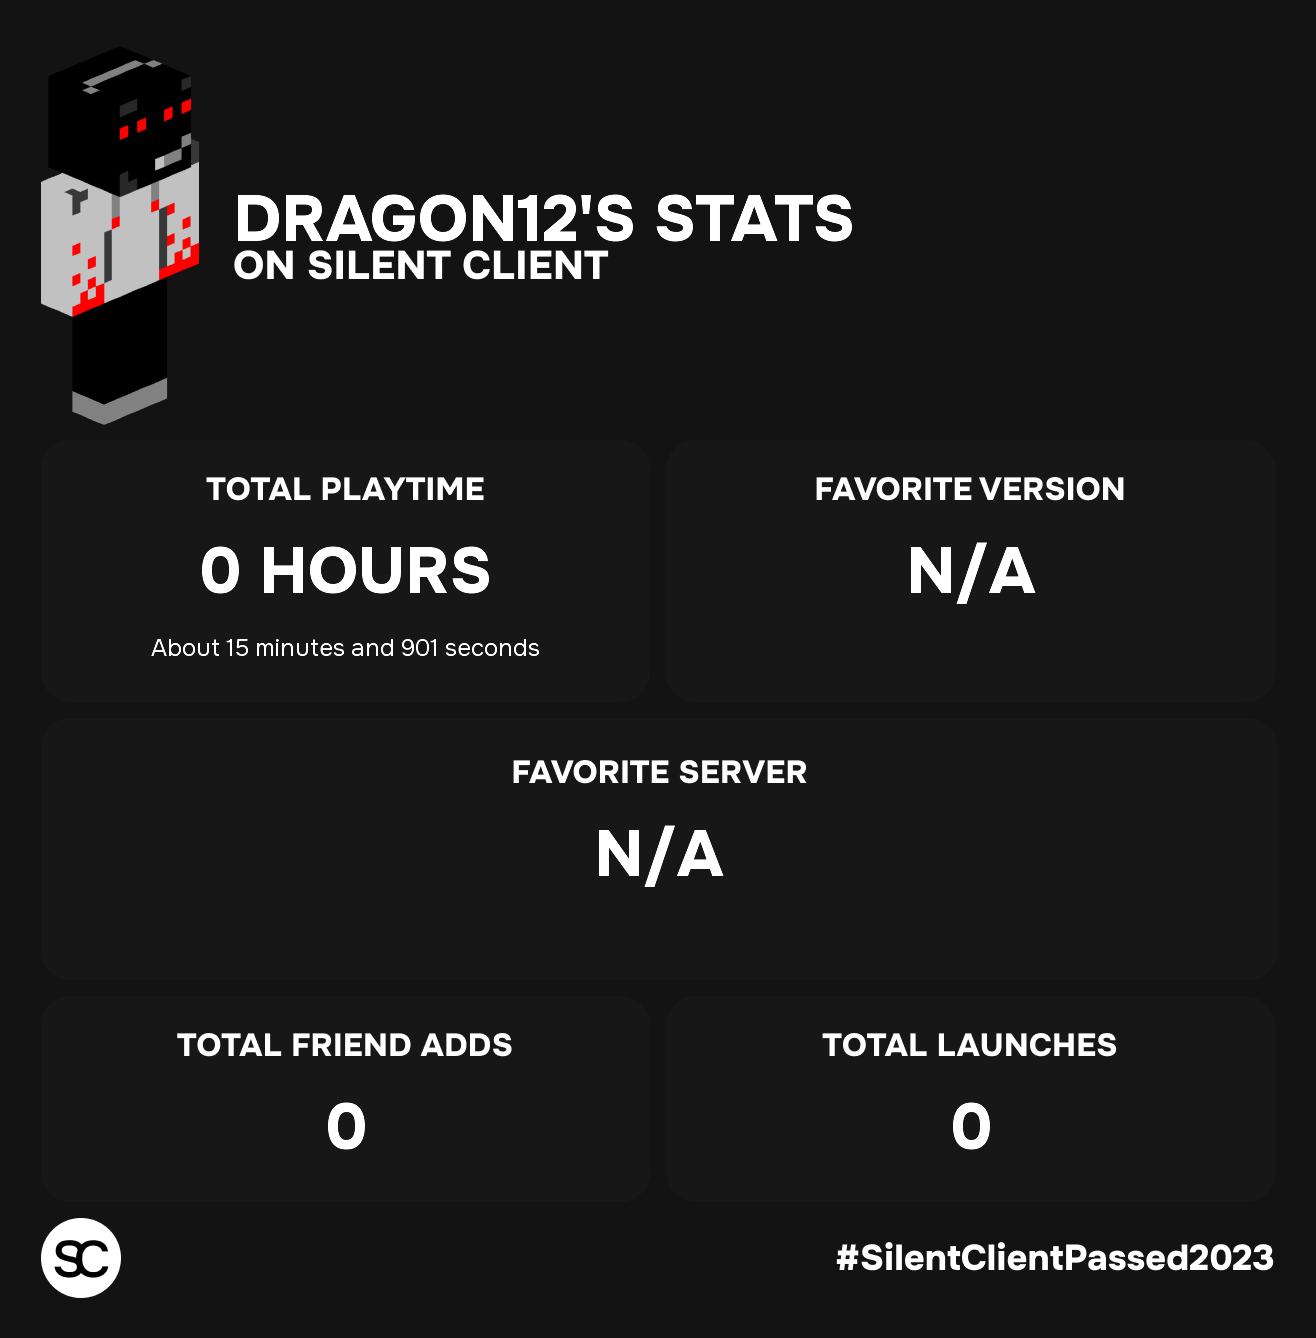 DRAGON12'S STATS
ON SILENT CLIENT
TOTAL PLAYTIME
0 HOURS
About 15 minutes and 901 seconds
FAVORITE VERSION
N/A
FAVORITE SERVER
N/A
TOTAL FRIEND ADDS
0
TOTAL LAUNCHES
0
SC
#SilentClientPassed2023